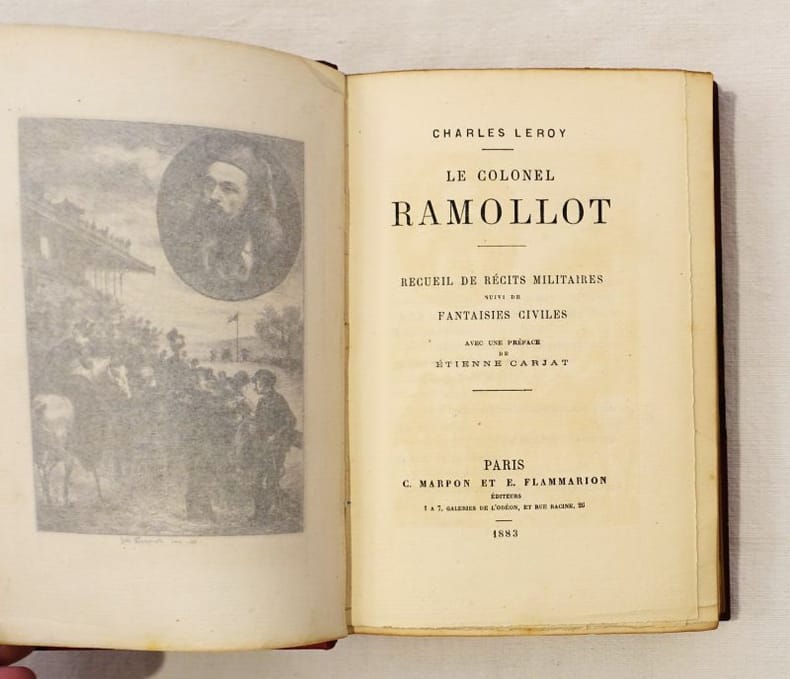 CHARLES LEROY
LE COLONEL
RAMOLLOT
RECUEIL DE RÉCITS MILITAIRES
SUIVI DE
FANTAISIES CIVILES
AVEC UNE PRÉFACE
DE
ÉTIENNE CARJAT
PARIS
C. MARPON ET E. FLAMMARION
ÉDITEURS
1 A 7, GALERIES DE L'ODÉON, ET RUE RACINE, 26
1883